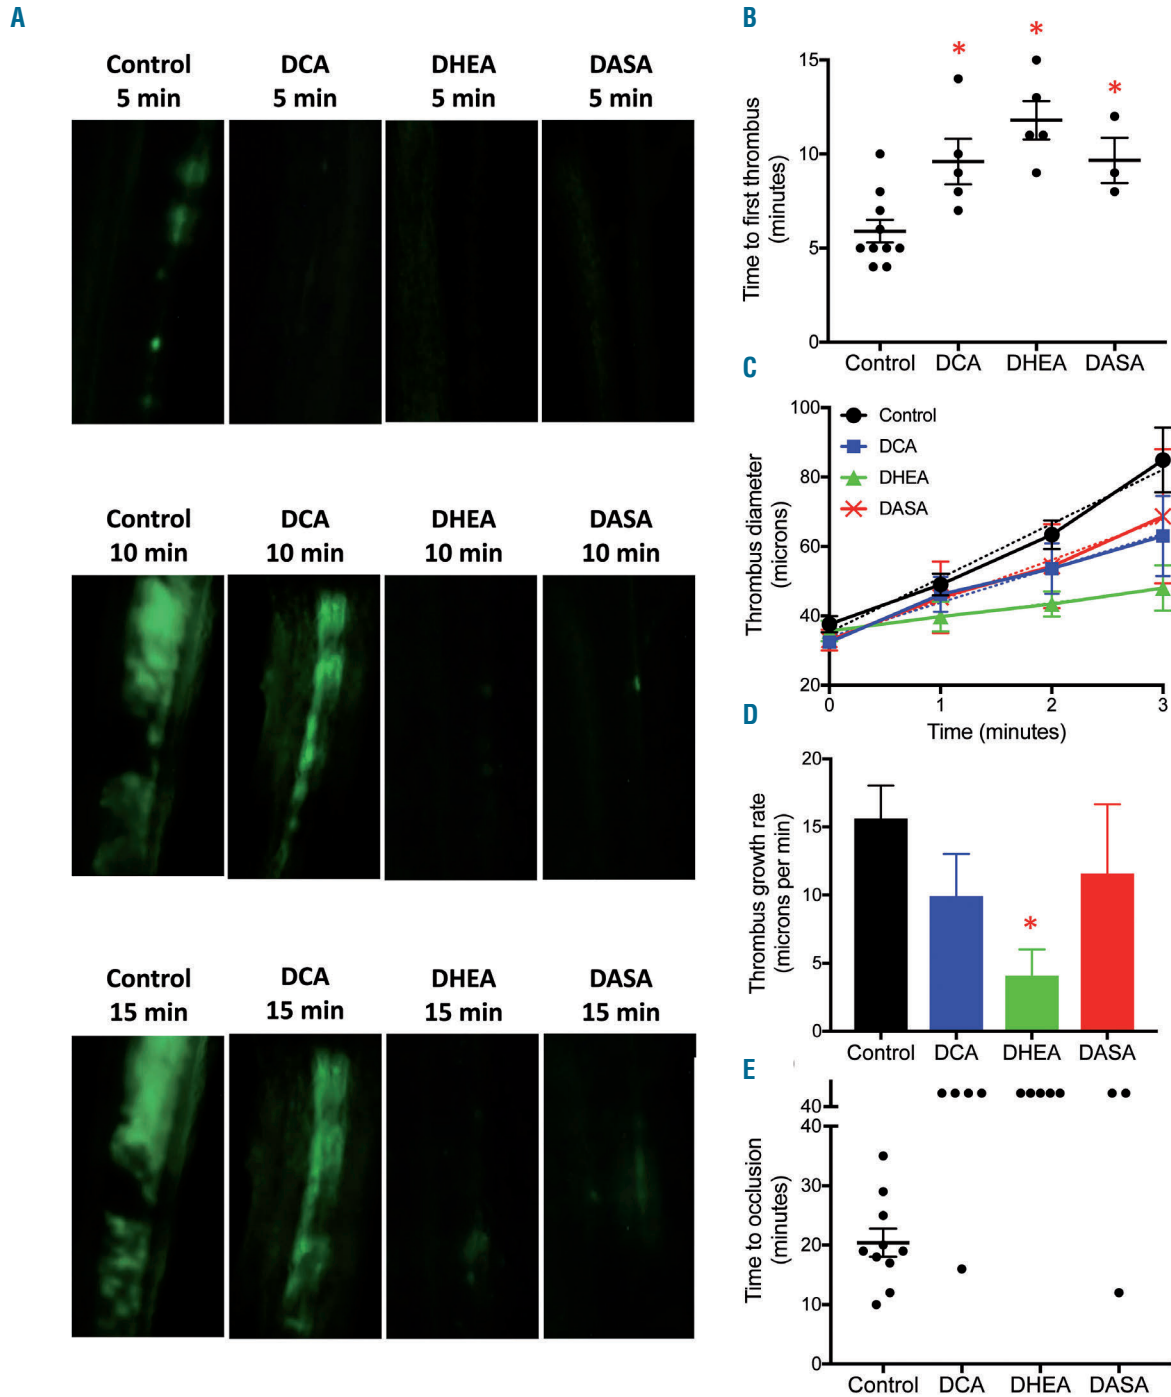 A
Control
5 min
DCA
5 min
DHEA
5 min
DASA
5 min
Control
10 min
DCA
10 min
DHEA
10 min
DASA
10 min
Control
15 min
DCA
15 min
DHEA
15 min
DASA
15 min
B
Time to first thrombus
(minutes)
15
10
5
0
Control DCA DHEA DASA
* * *
C
Thrombus diameter
(microns)
100
80
60
40
20
Control
DCA
DHEA
DASA
0 1 2 3
Time (minutes)
D
Thrombus growth rate
(microns per min)
20
15
10
5
0
*
Control DCA DHEA DASA
E
Time to occlusion
(minutes)
40
40
30
20
10
0
Control DCA DHEA DASA